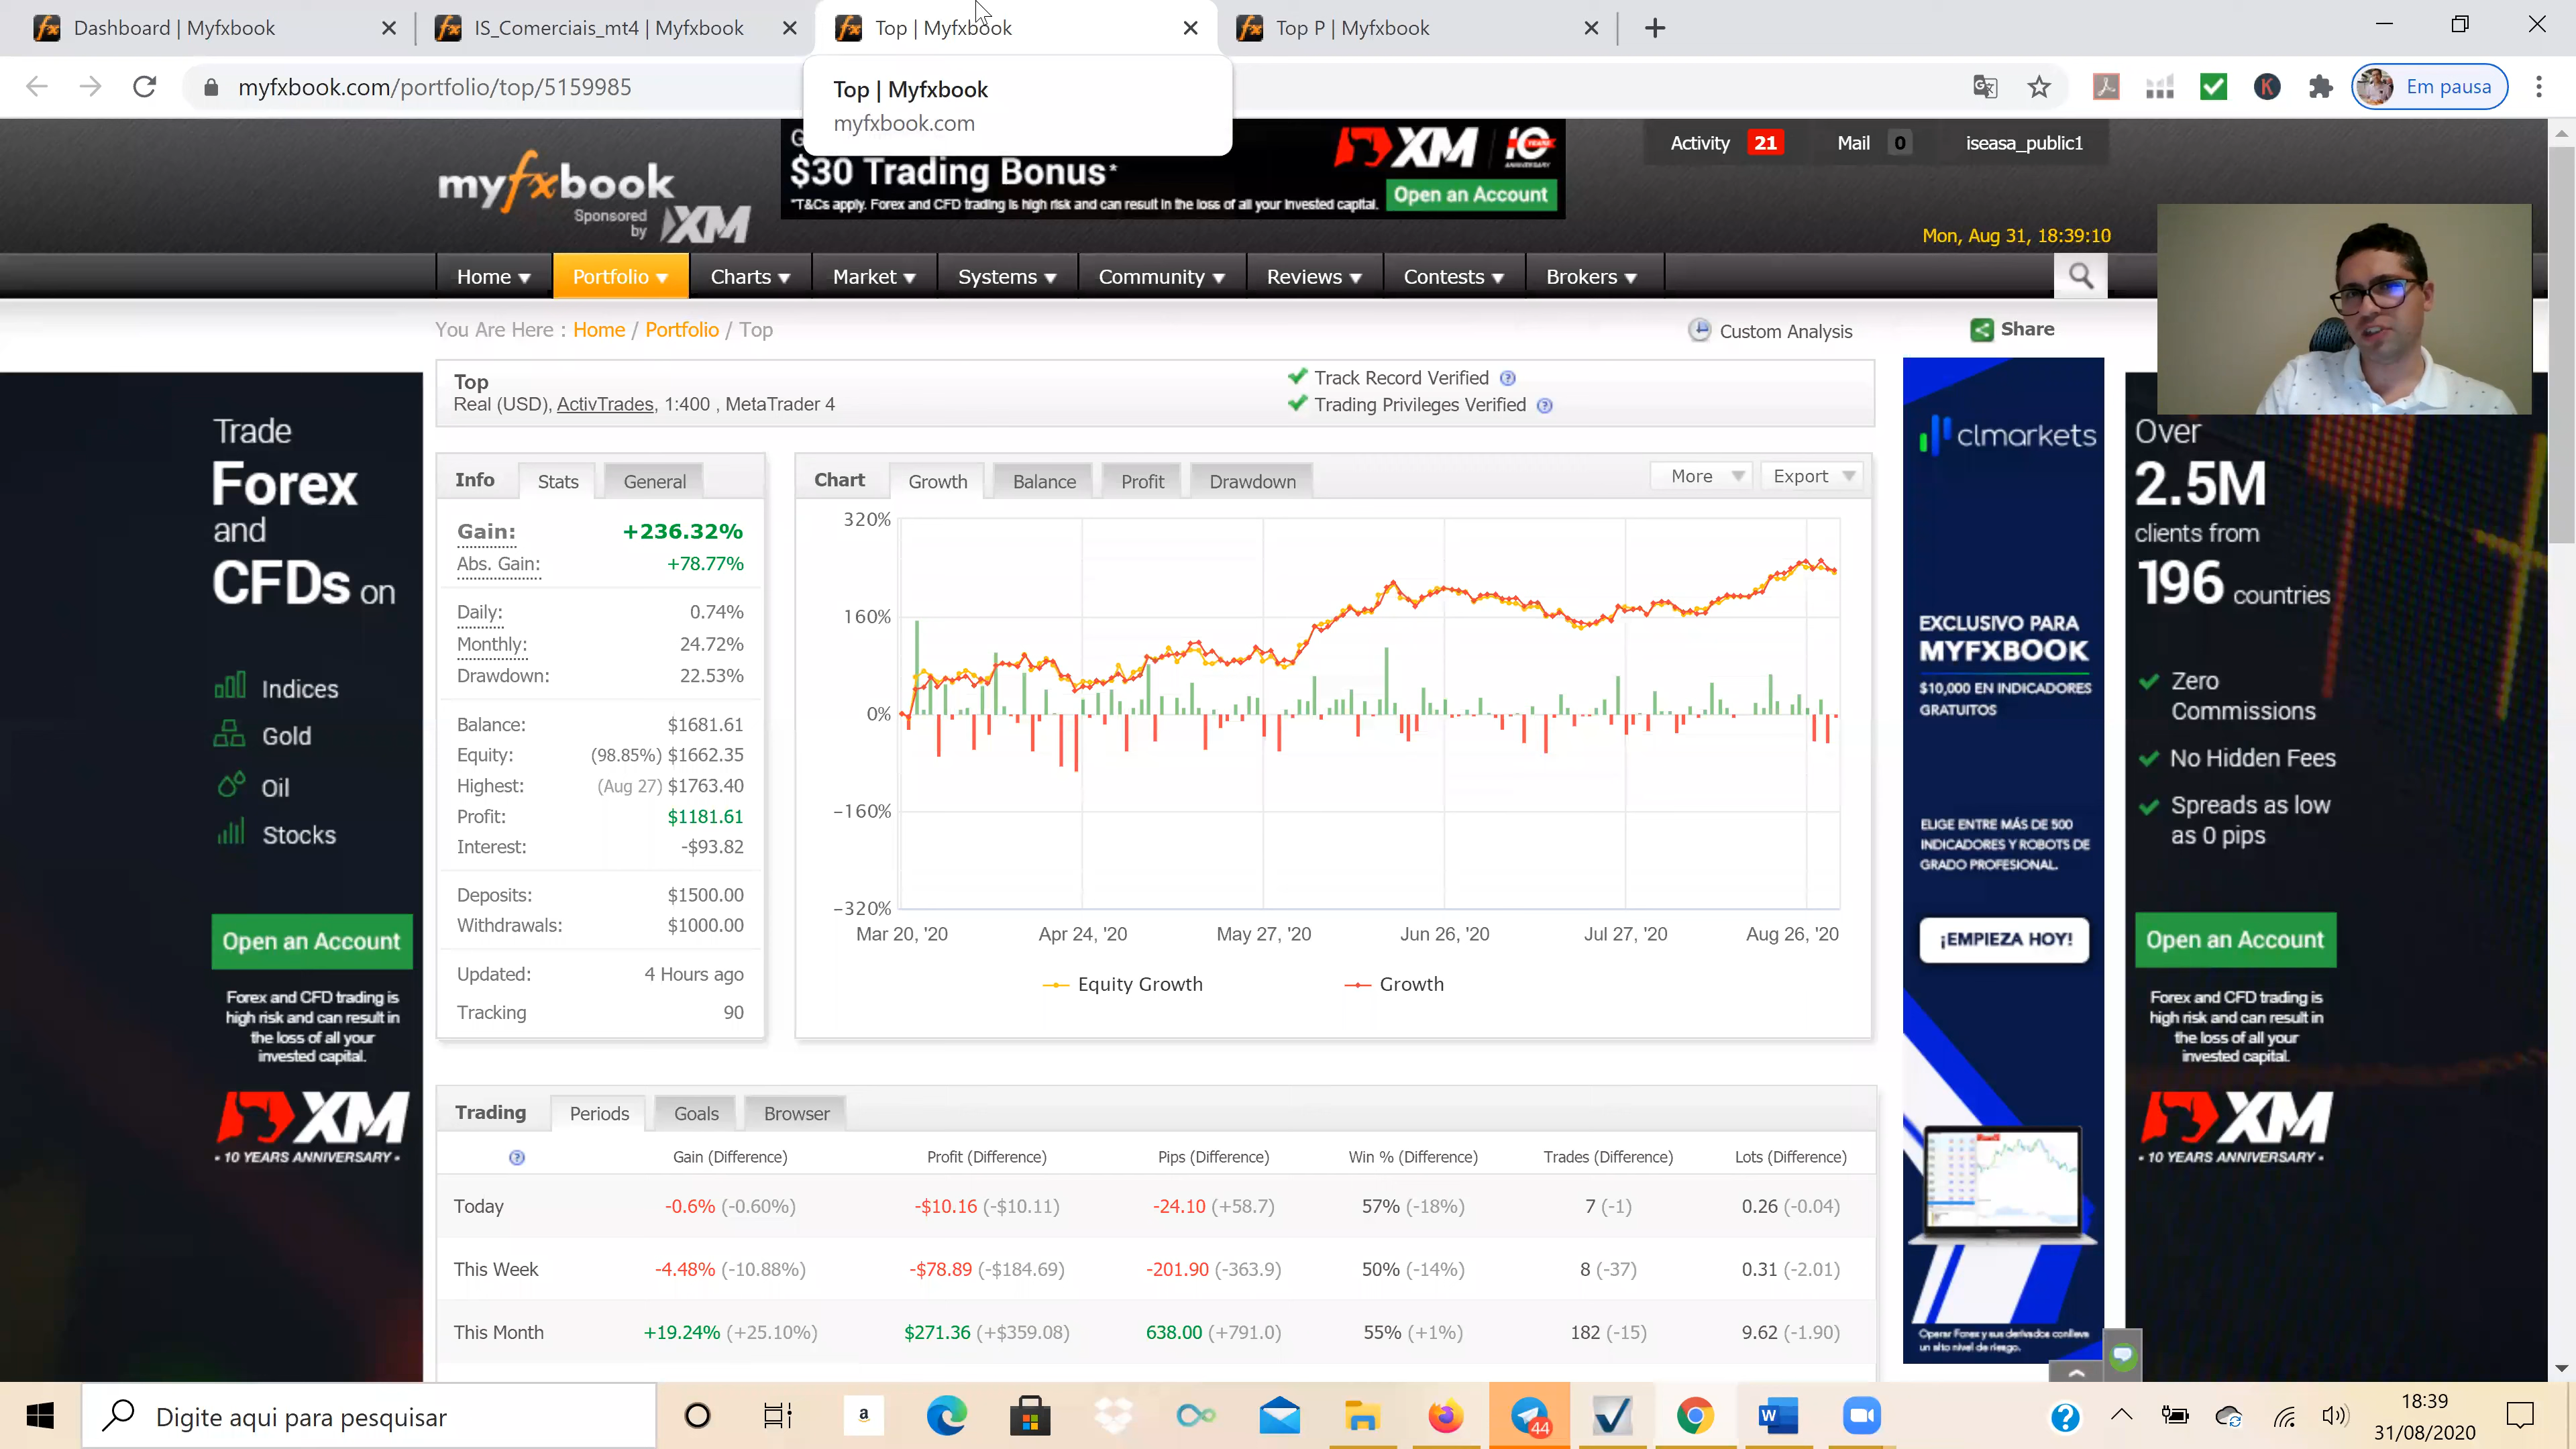 Dashboard | Myfxbook
IS_Comerciais_mt4 | Myfxbook
Top | Myfxbook
Top P | Myfxbook
myfxbook.com/portfolio/top/5159985
Top | Myfxbook
myfxbook.com
K
Em pausa
myfxbook
Sponsored
by XM
$30 Trading Bonus*
*T&Cs apply. Forex and CFD trading is high risk and can result in the loss of all your invested capital.
XM
10
Open an Account
Activity 21
Mail 0
iseasa_public1
Mon, Aug 31, 18:39:10
Home
Portfolio
Charts
Market
Systems
Community
Reviews
Contests
Brokers
You Are Here : Home / Portfolio / Top
Custom Analysis
Share
Top
Real (USD), ActivTrades, 1:400 , MetaTrader 4
Track Record Verified
Trading Privileges Verified
Trade
Forex
and
CFDs on
Indices
Gold
Oil
Stocks
Open an Account
Forex and CFD trading is
high risk and can result in
the loss of all your
invested capital.
XM
• 10 YEARS ANNIVERSARY •
Info
Stats
General
Gain: +236.32%
Abs. Gain: +78.77%
Daily: 0.74%
Monthly: 24.72%
Drawdown: 22.53%
Balance: $1681.61
Equity: (98.85%) $1662.35
Highest: (Aug 27) $1763.40
Profit: $1181.61
Interest: -$93.82
Deposits: $1500.00
Withdrawals: $1000.00
Updated: 4 Hours ago
Tracking 90
Chart
Growth
Balance
Profit
Drawdown
More
Export
320%
160%
0%
-160%
-320%
Mar 20, '20
Apr 24, '20
May 27, '20
Jun 26, '20
Jul 27, '20
Aug 26, '20
Equity Growth
Growth
Trading
Periods
Goals
Browser
Gain (Difference) Profit (Difference) Pips (Difference) Win % (Difference) Trades (Difference) Lots (Difference)
Today -0.6% (-0.60%) -$10.16 (-$10.11) -24.10 (+58.7) 57% (-18%) 7 (-1) 0.26 (-0.04)
This Week -4.48% (-10.88%) -$78.89 (-$184.69) -201.90 (-363.9) 50% (-14%) 8 (-37) 0.31 (-2.01)
This Month +19.24% (+25.10%) $271.36 (+$359.08) 638.00 (+791.0) 55% (+1%) 182 (-15) 9.62 (-1.90)
clmarkets
EXCLUSIVO PARA
MYFXBOOK
$10,000 EN INDICADORES
GRATUITOS
ELIGE ENTRE MÁS DE 500
INDICADORES Y ROBOTS DE
GRADO PROFESIONAL.
¡EMPIEZA HOY!
Operar Forex y sus derivados conlleva
un alto nivel de riesgo.
Over
2.5M
clients from
196 countries
Zero
Commissions
No Hidden Fees
Spreads as low
as 0 pips
Open an Account
Forex and CFD trading is
high risk and can result in
the loss of all your
invested capital.
XM
• 10 YEARS ANNIVERSARY •
Digite aqui para pesquisar
a
44
W
18:39
31/08/2020